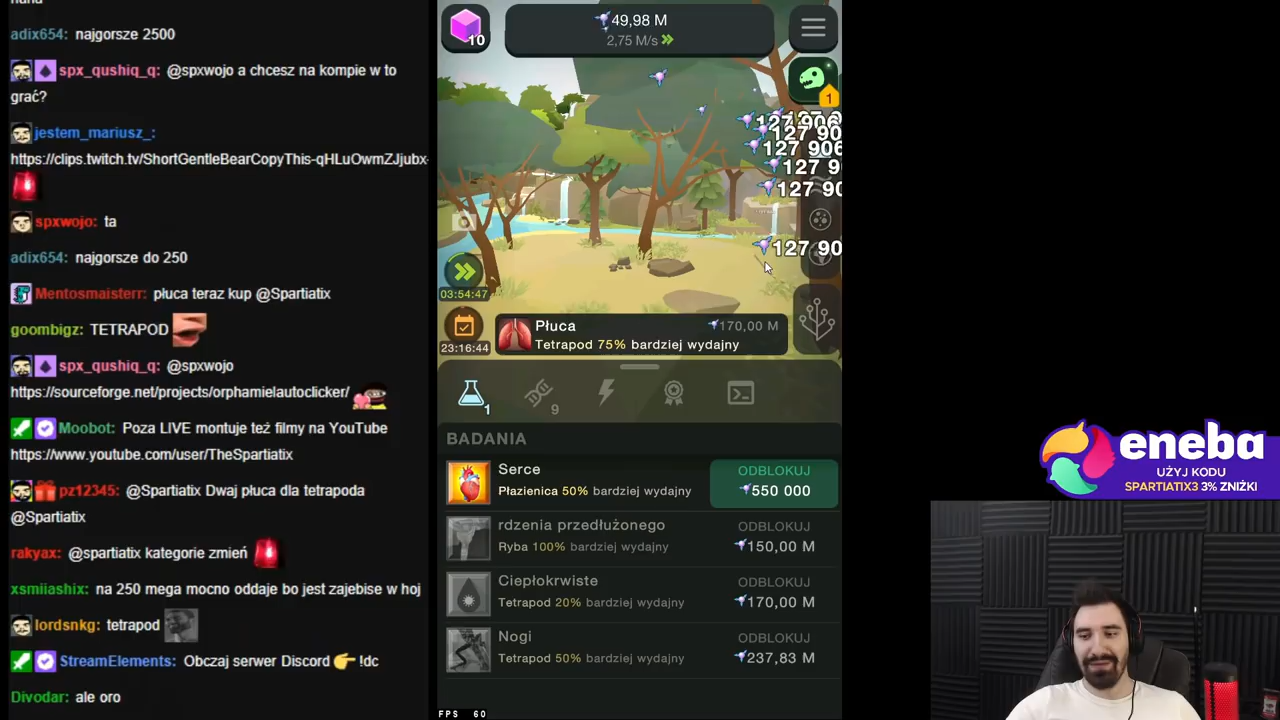 adix654: najgorsze 2500
spx_qushiq_q: @spxwojo a chcesz na kompie w to
grać?
jestem_mariusz_:
https://clips.twitch.tv/ShortGentleBearCopyThis-qHLuOwmZJjubx-
spxwojo: ta
adix654: najgorsze do 250
Mentosmaisterr: płuca teraz kup @Spartiatix
goombigz: TETRAPOD
spx_qushiq_q: @spxwojo
https://sourceforge.net/projects/orphamielautoclicker/
Moobot: Poza LIVE montuje też filmy na YouTube
https://www.youtube.com/user/TheSpartiatix
pz12345: @Spartiatix Dwaj płuca dla tetrapoda
@Spartiatix
rakyax: @spartiatix kategorie zmień
xsmiiashix: na 250 mega mocno oddaje bo jest zajebise w hoj
lordsnkg: tetrapod
StreamElements: Obczaj serwer Discord 👉 !dc
Divodar: ale oro
10
49,98 M
2,75 M/s
1
127 906
127 90
127 906
127 9
127 90
127 90
03:54:47
23:16:44
Płuca
170,00 M
Tetrapod 75% bardziej wydajny
1
9
BADANIA
Serce
Płazienica 50% bardziej wydajny
ODBLOKUJ
550 000
rdzenia przedłużonego
Ryba 100% bardziej wydajny
ODBLOKUJ
150,00 M
Ciepłokrwiste
Tetrapod 20% bardziej wydajny
ODBLOKUJ
170,00 M
Nogi
Tetrapod 50% bardziej wydajny
ODBLOKUJ
237,83 M
FPS 60
eneba
UŻYJ KODU
SPARTIATIX3 3% ZNIŻKI